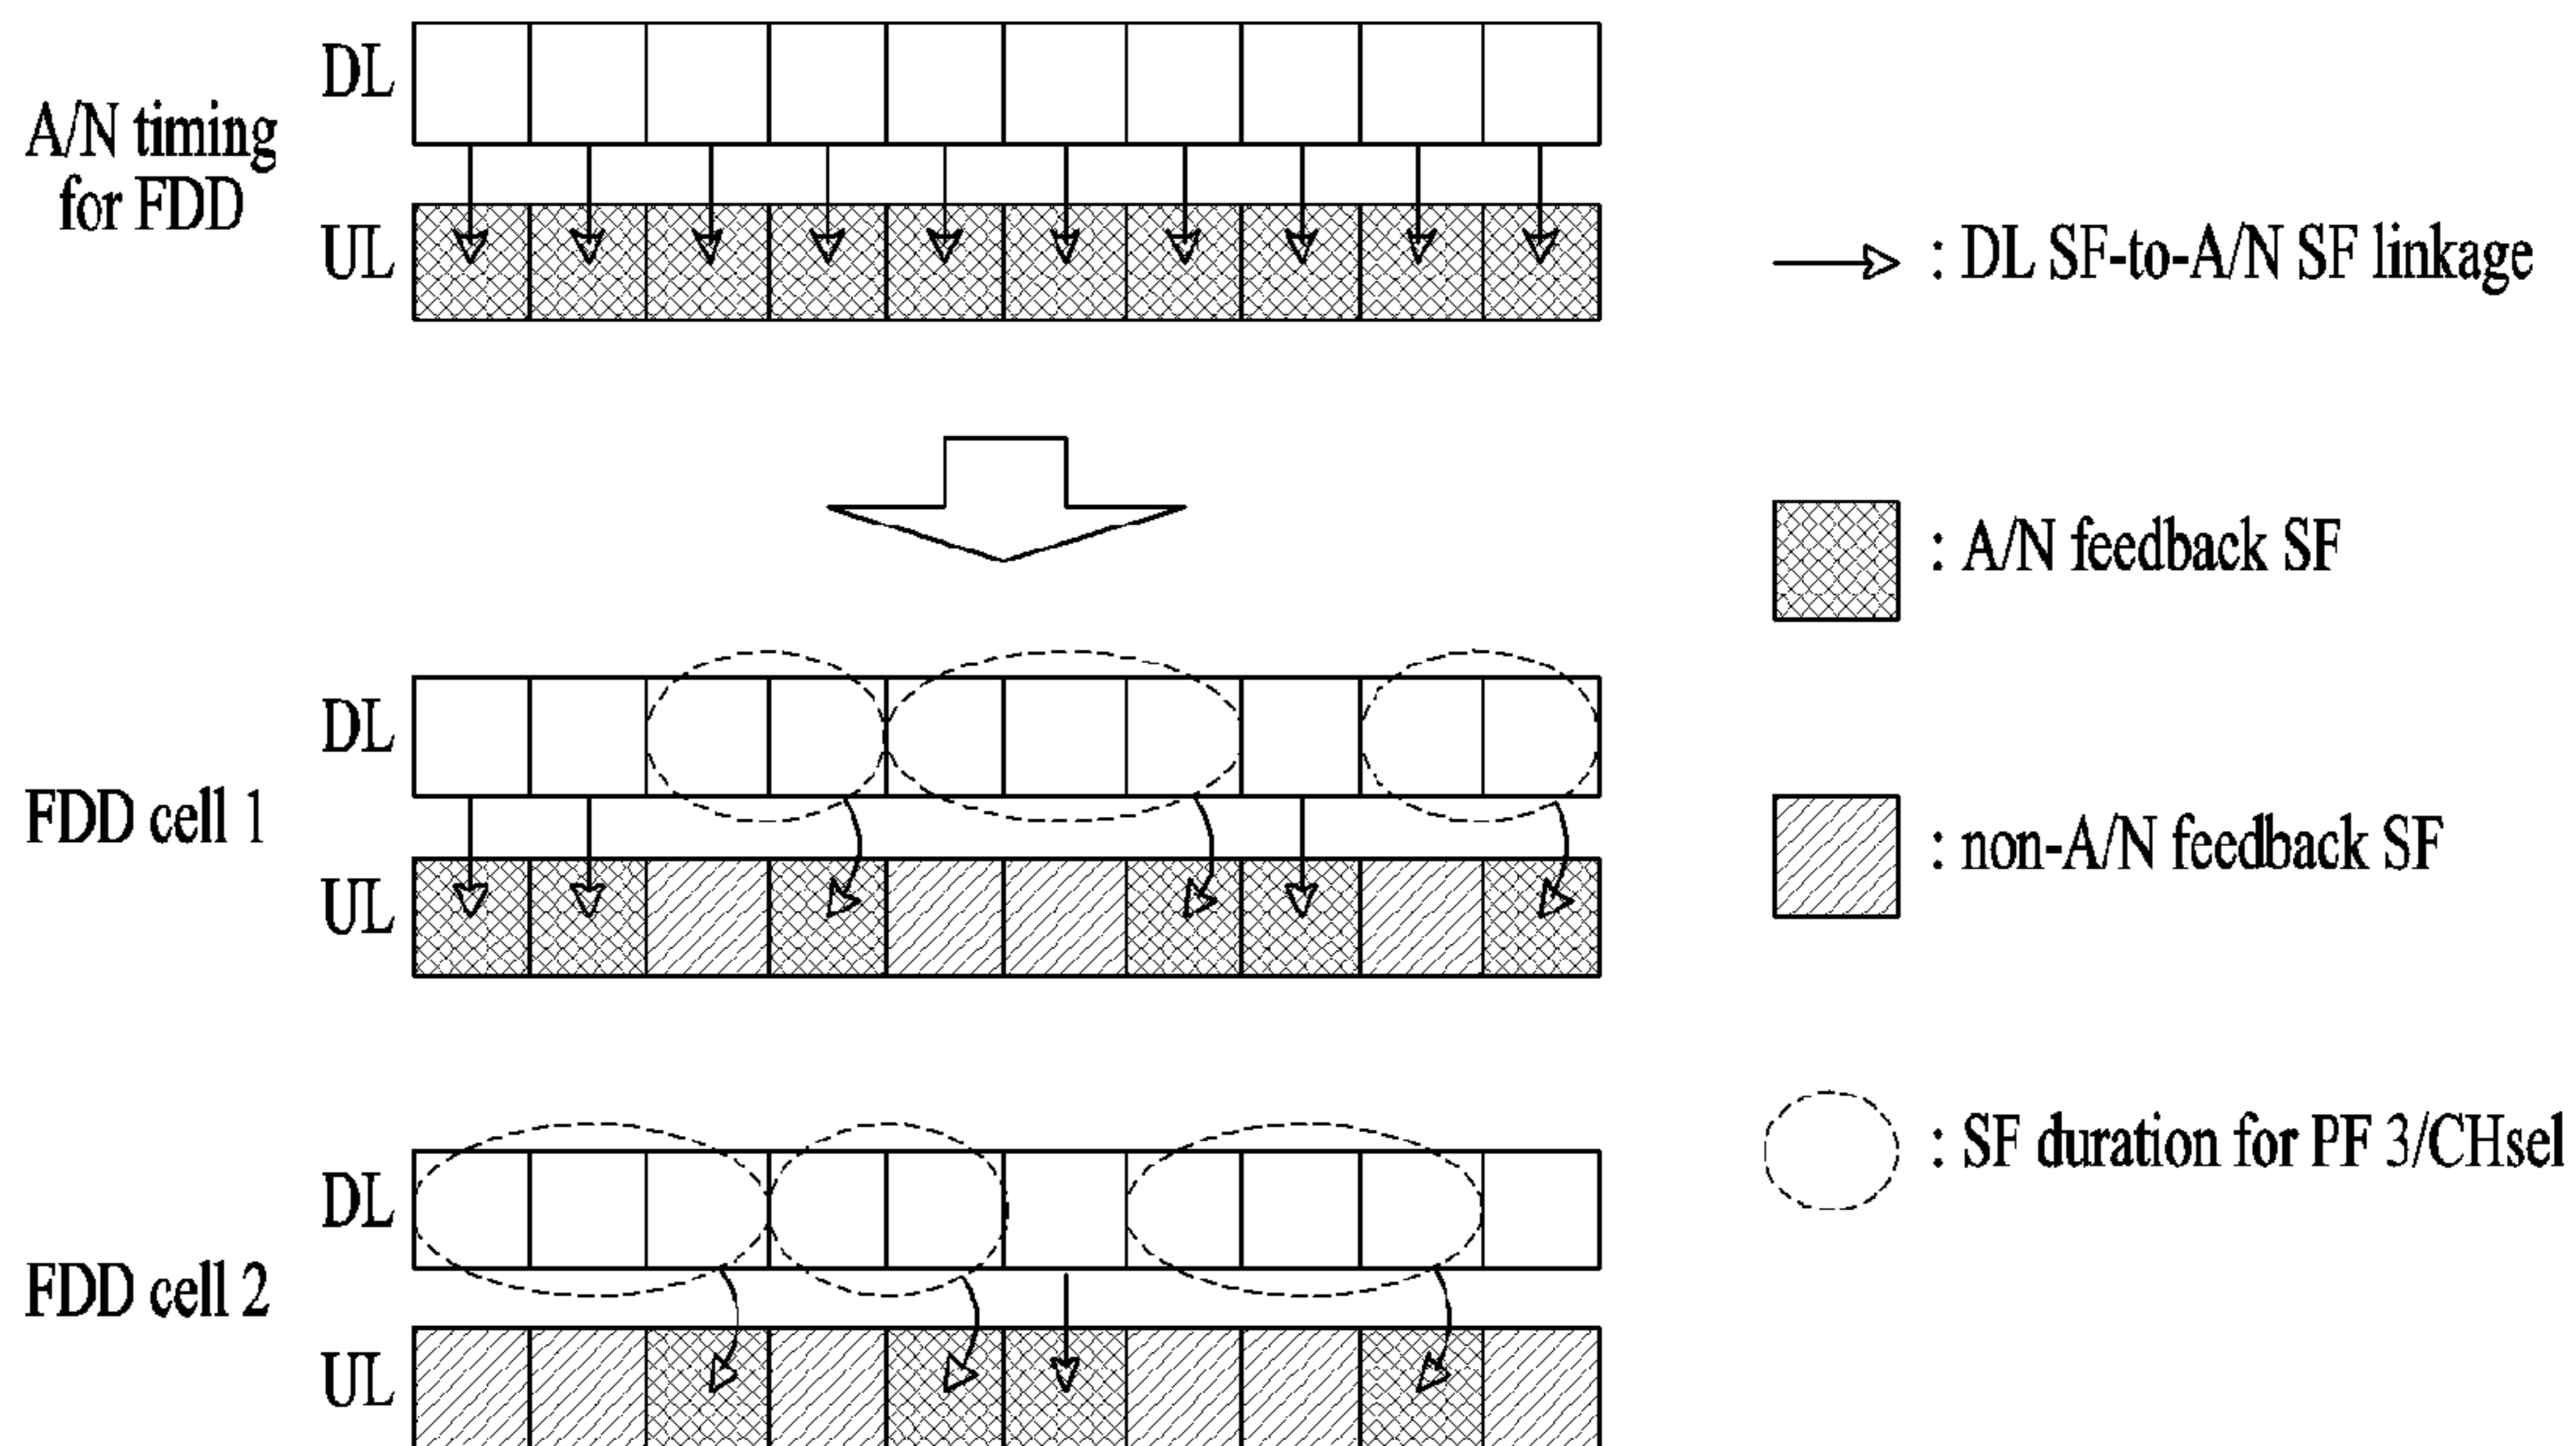 A/N timing
for FDD
DL
UL
: DL SF-to-A/N SF linkage
: A/N feedback SF
FDD cell 1
DL
UL
: non-A/N feedback SF
FDD cell 2
DL
UL
: SF duration for PF 3/CHsel